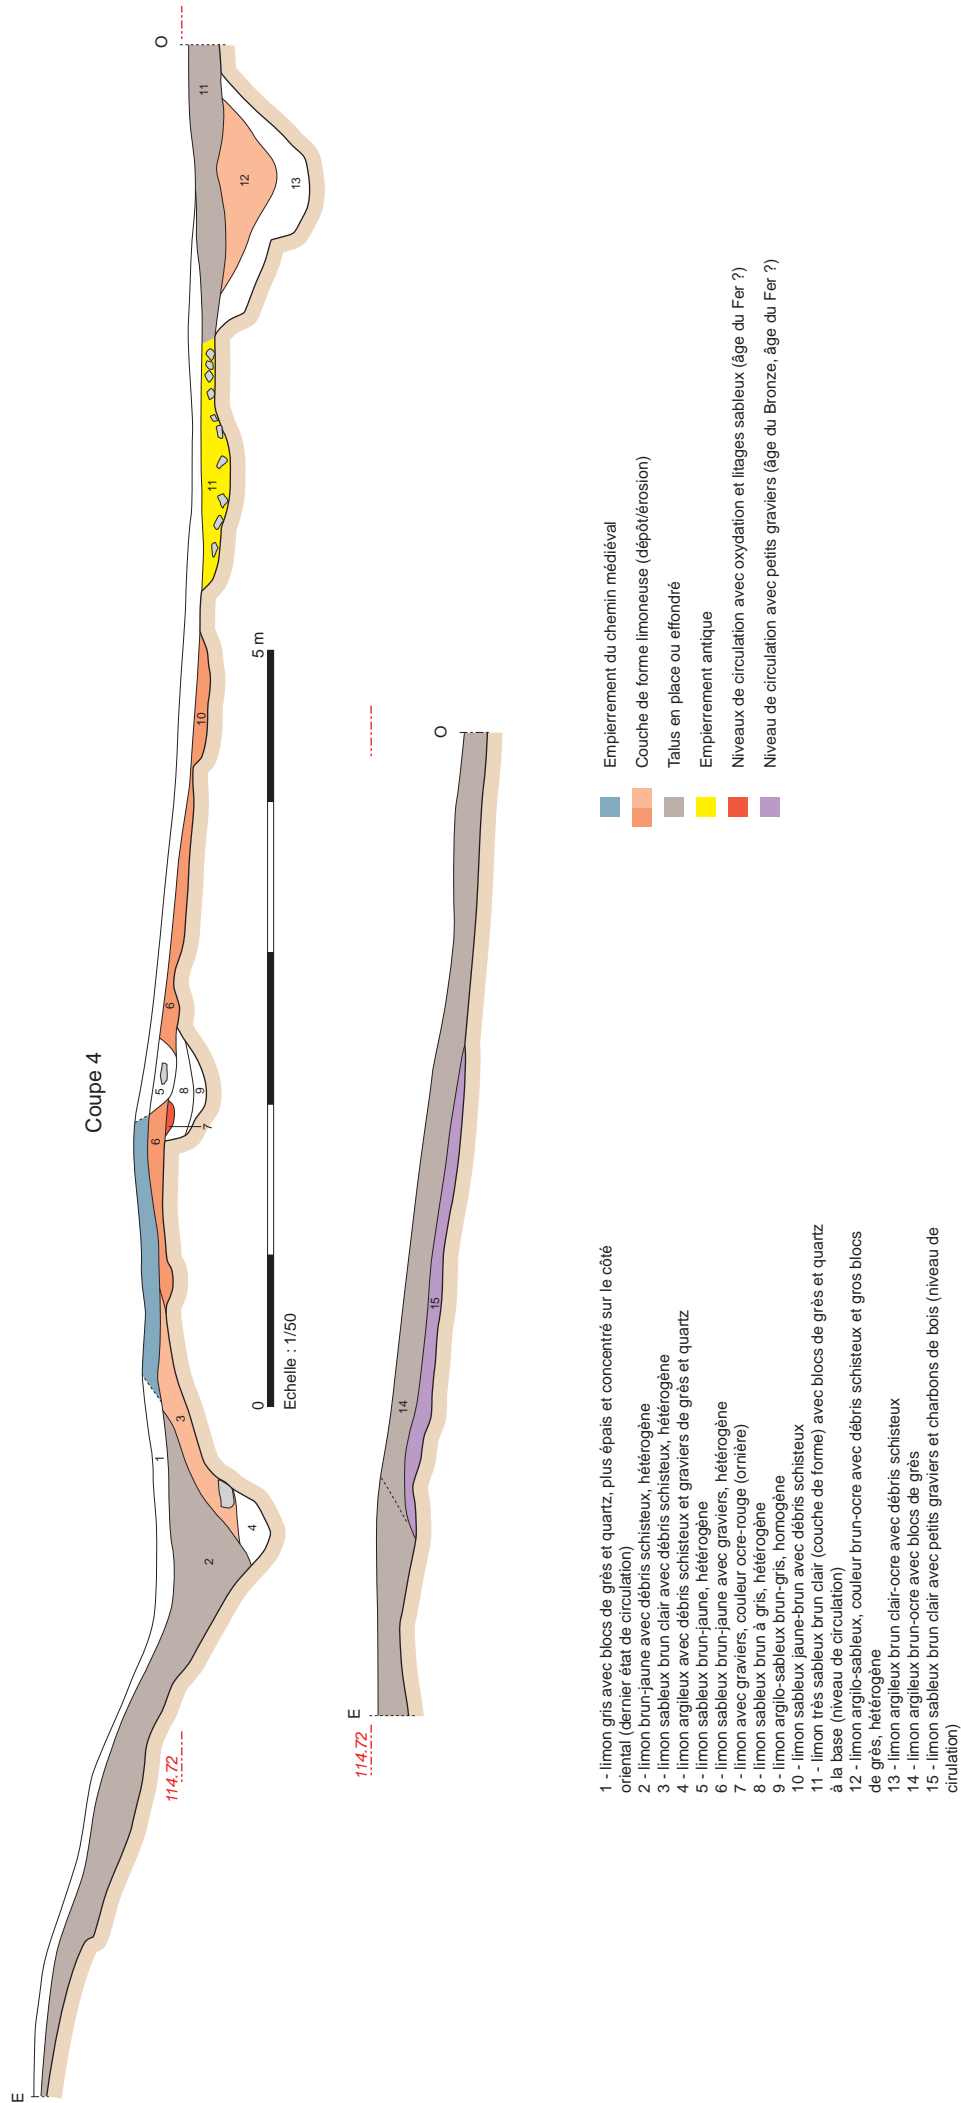 Coupe 4
E
O
114.72
1
2
3
4
5
6
7
8
9
6
10
11
11
12
13
0
5 m
Echelle : 1/50
E
O
114.72
14
15
1 - limon gris avec blocs de grès et quartz, plus épais et concentré sur le côté
oriental (dernier état de circulation)
2 - limon brun-jaune avec débris schisteux, hétérogène
3 - limon sableux brun clair avec débris schisteux, hétérogène
4 - limon argileux avec débris schisteux et graviers de grès et quartz
5 - limon sableux brun-jaune, hétérogène
6 - limon sableux brun-jaune avec graviers, hétérogène
7 - limon avec graviers, couleur ocre-rouge (ornière)
8 - limon sableux brun à gris, hétérogène
9 - limon argilo-sableux brun-gris, homogène
10 - limon sableux jaune-brun avec débris schisteux
11 - limon très sableux brun clair (couche de forme) avec blocs de grès et quartz
à la base (niveau de circulation)
12 - limon argilo-sableux, couleur brun-ocre avec débris schisteux et gros blocs
de grès, hétérogène
13 - limon argileux brun clair-ocre avec débris schisteux
14 - limon argileux brun-ocre avec blocs de grès
15 - limon sableux brun clair avec petits graviers et charbons de bois (niveau de
cirulation)
Empierrement du chemin médiéval
Couche de forme limoneuse (dépôt/érosion)
Talus en place ou effondré
Empierrement antique
Niveaux de circulation avec oxydation et litages sableux (âge du Fer ?)
Niveau de circulation avec petits graviers (âge du Bronze, âge du Fer ?)